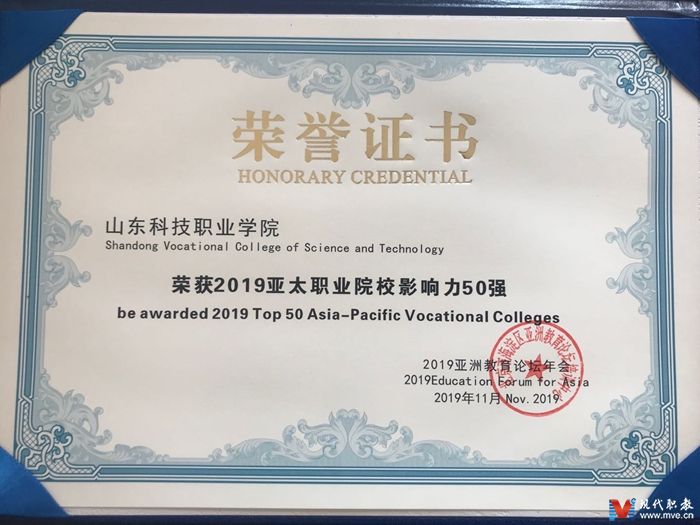 荣誉证书
HONORARY CREDENTIAL
山东科技职业学院
Shandong Vocational College of Science and Technology
荣获2019亚太职业院校影响力50强
be awarded 2019 Top 50 Asia-Pacific Vocational Colleges
2019亚洲教育论坛年会
2019Education Forum for Asia
2019年11月 Nov. 2019
现代职教
www.mve.cn